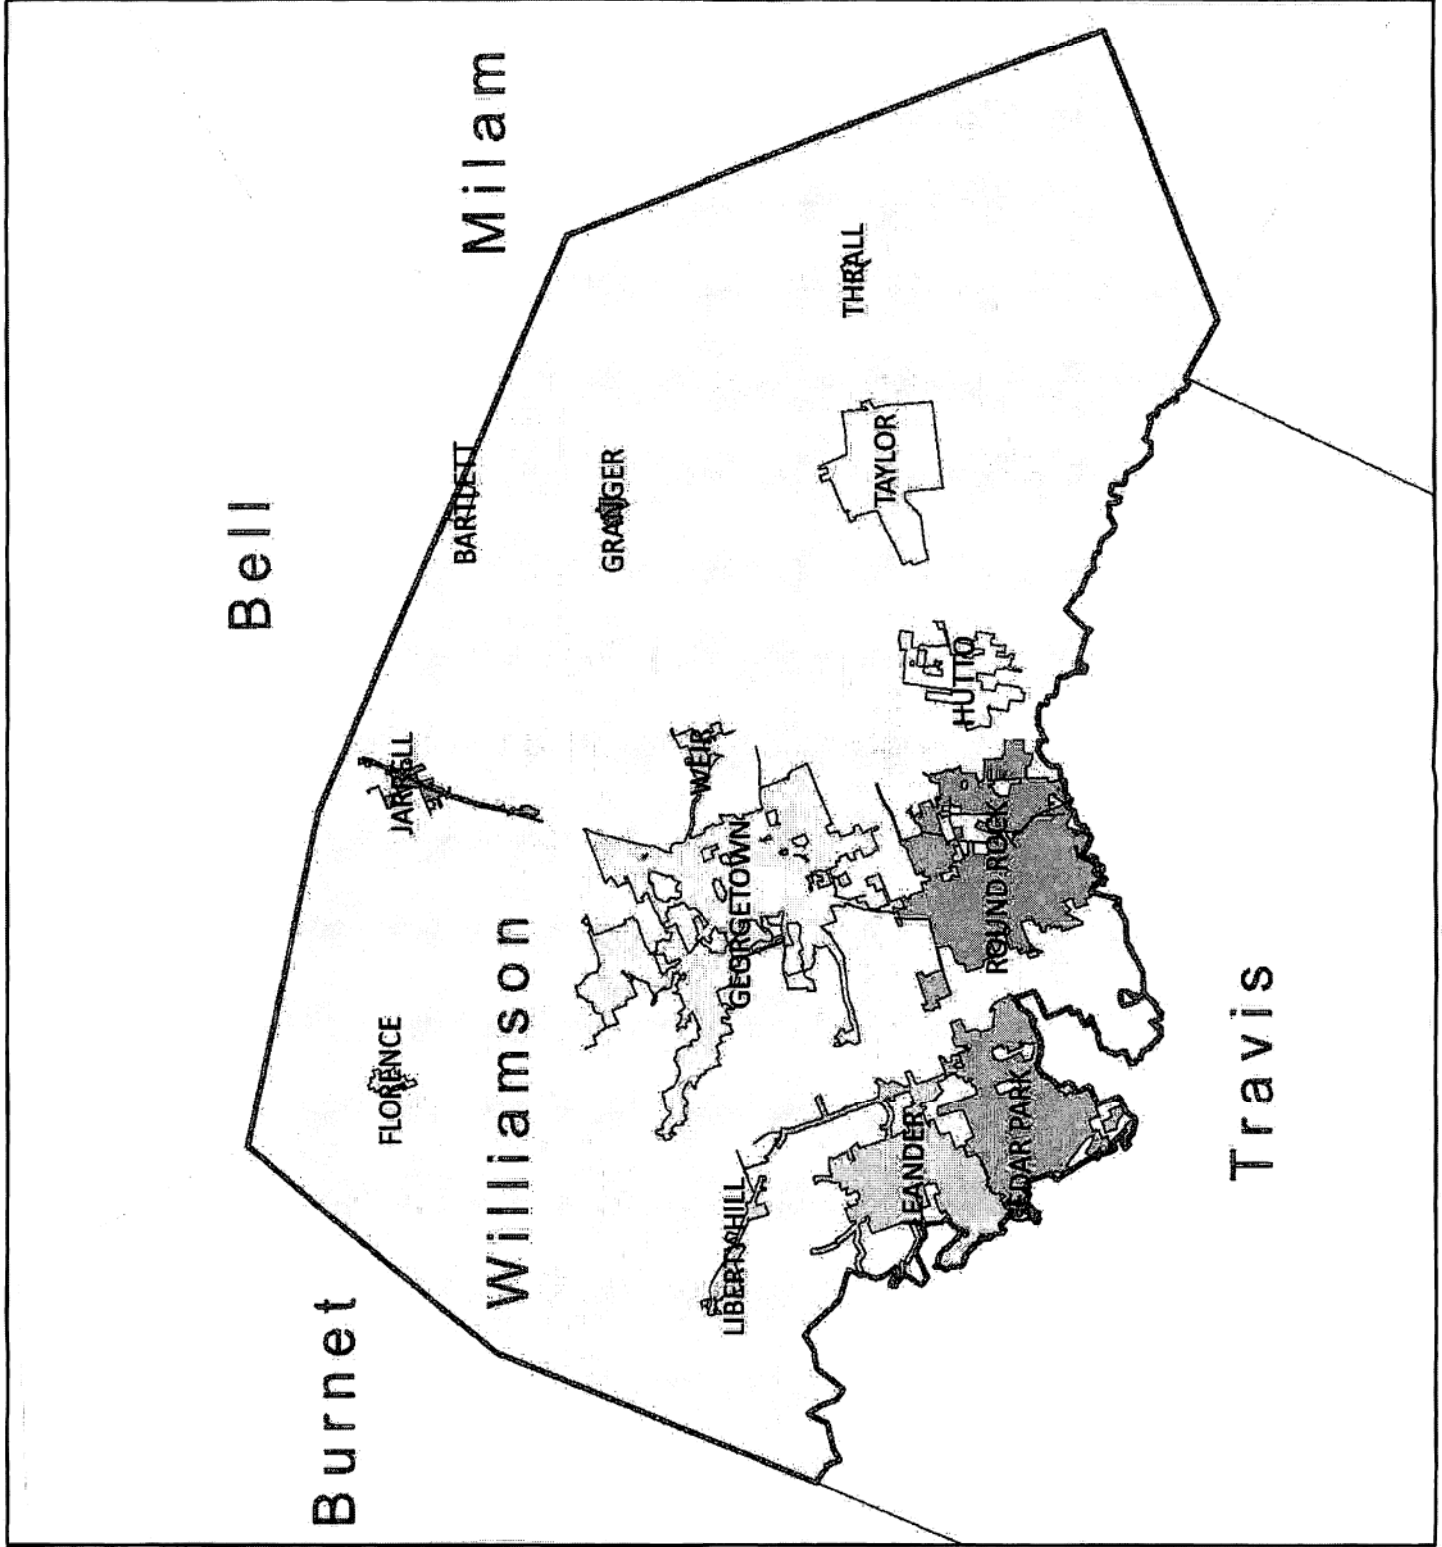 Bell
Burnet
FLORENCE
JARRELL
BARTLETT
Milam
Williamson
GRANGER
WEIR
LIBERTY HILL
GEORGETOWN
THRALL
TAYLOR
LEANDER
HUTTO
ROUND ROCK
CEDAR PARK
Travis